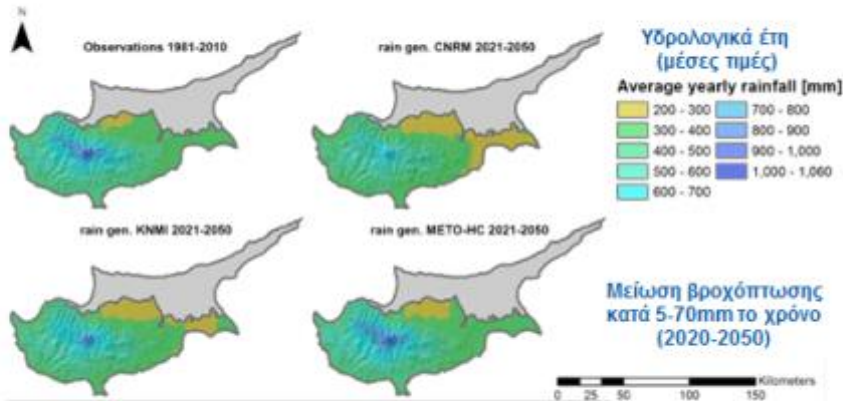 N
Observations 1981-2010
rain gen. CNRM 2021-2050
Υδρολογικά έτη
(μέσες τιμές)
Average yearly rainfall [mm]
200 - 300
300 - 400
400 - 500
500 - 600
600 - 700
700 - 800
800 - 900
900 - 1,000
1,000 - 1,060
rain gen. KNMI 2021-2050
rain gen. METO-HC 2021-2050
Μείωση βροχόπτωσης
κατά 5-70mm το χρόνο
(2020-2050)
Kilometers
0 25 50 100 150